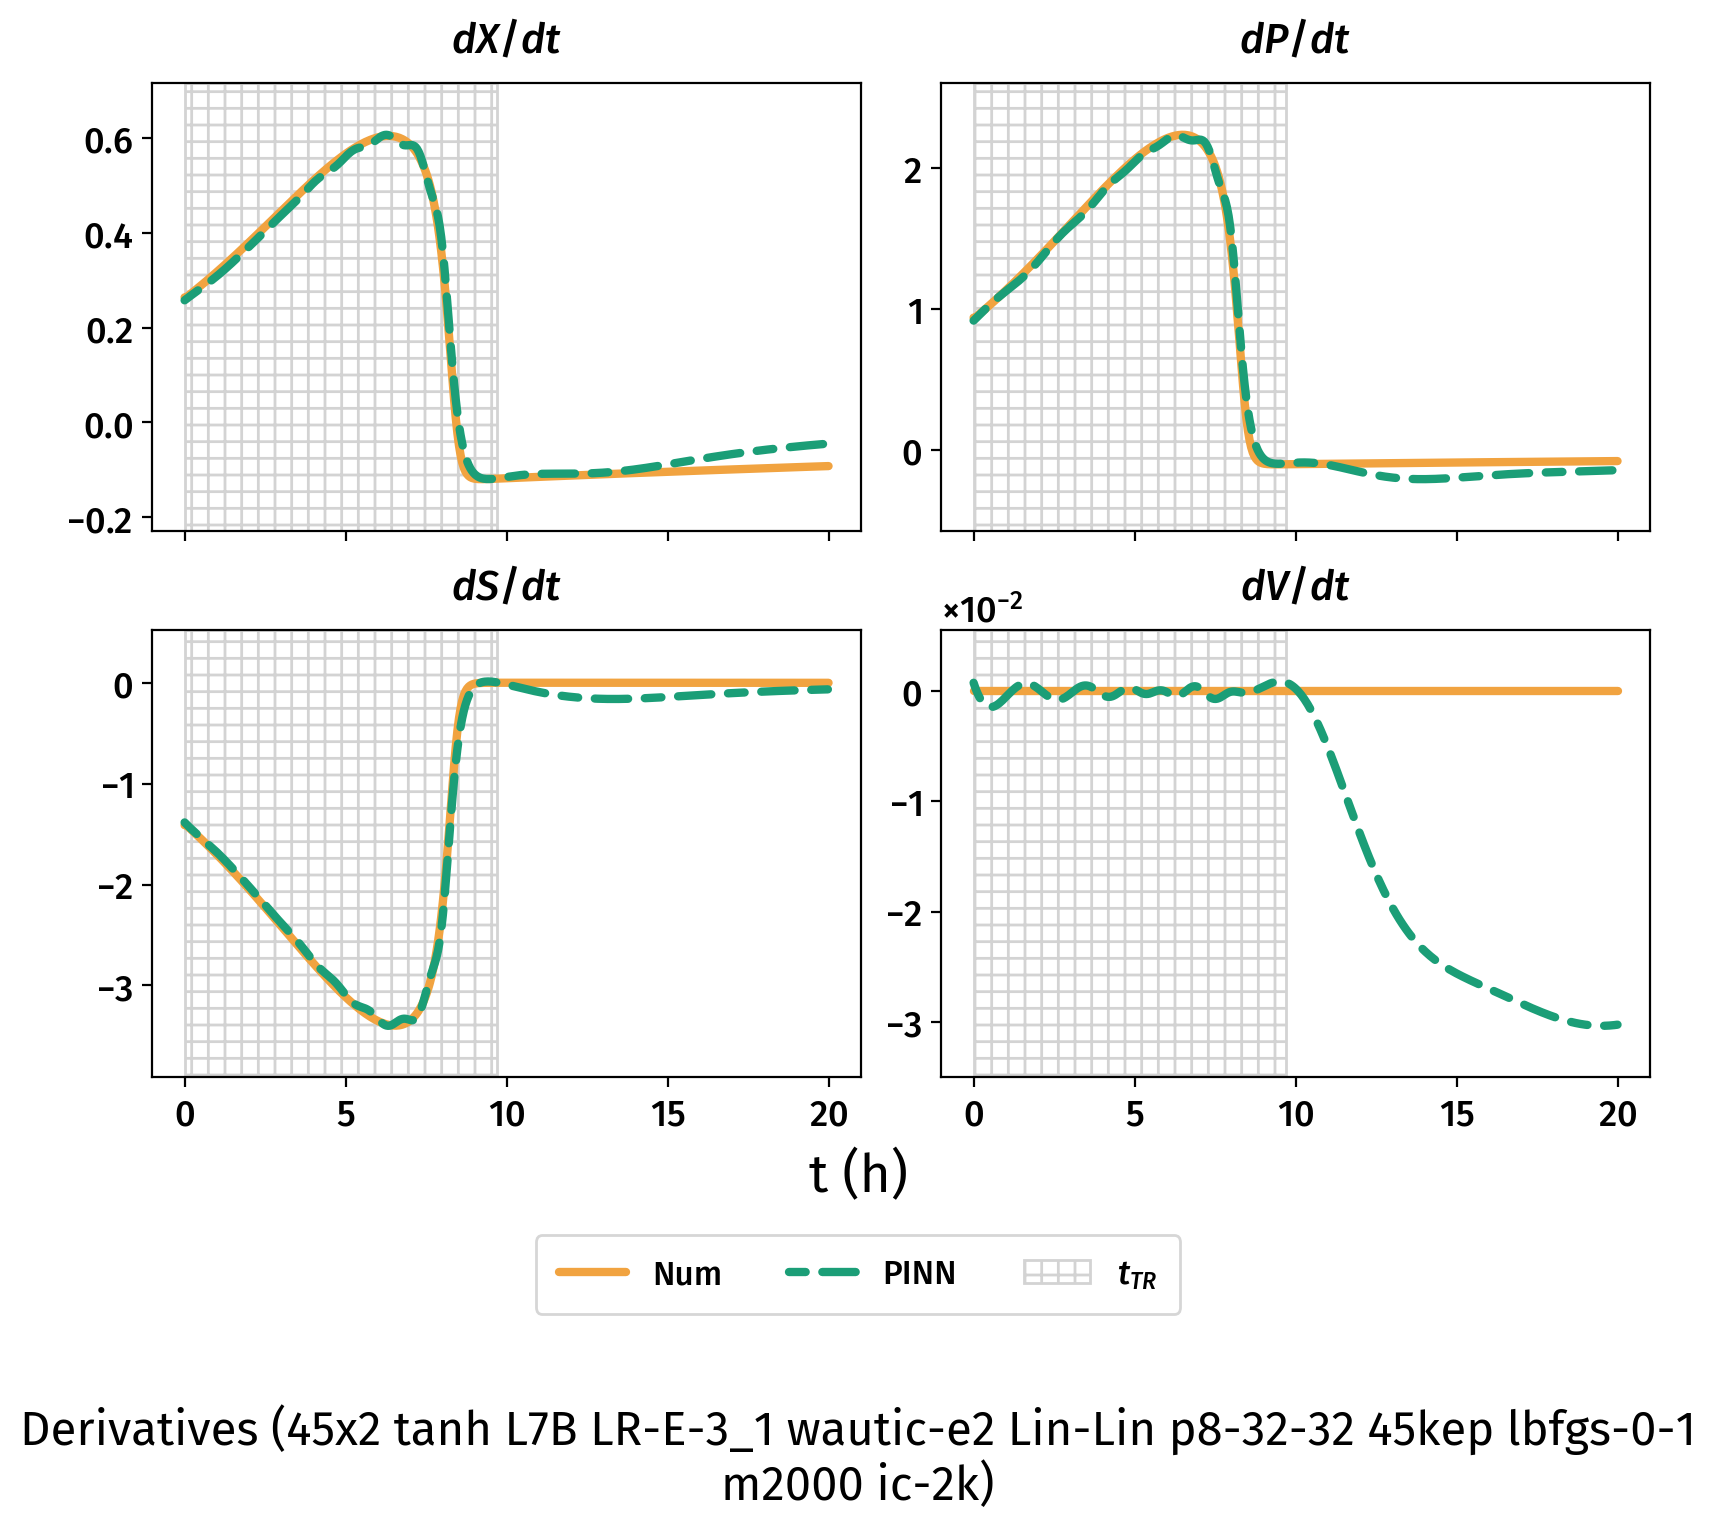 dX/dt
dP/dt
0.6
0.4
0.2
0.0
−0.2
2
1
0
dS/dt
dV/dt
×10⁻²
0
−1
−2
−3
0
−1
−2
−3
0 5 10 15 20
0 5 10 15 20
t (h)
Num PINN t_TR
Derivatives (45x2 tanh L7B LR-E-3_1 wautic-e2 Lin-Lin p8-32-32 45kep lbfgs-0-1
m2000 ic-2k)